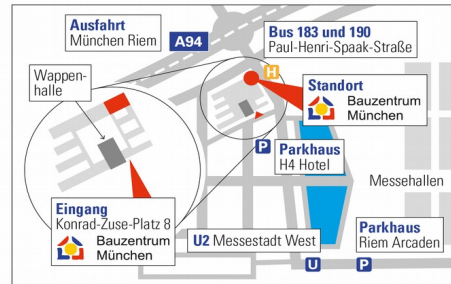 Ausfahrt
München Riem
A94
Bus 183 und 190
Paul-Henri-Spaak-Straße
Wappen-
halle
H
Standort
Bauzentrum
München
P
Parkhaus
H4 Hotel
Messehallen
Eingang
Konrad-Zuse-Platz 8
Bauzentrum
München
U2 Messestadt West
Parkhaus
Riem Arcaden
U
P